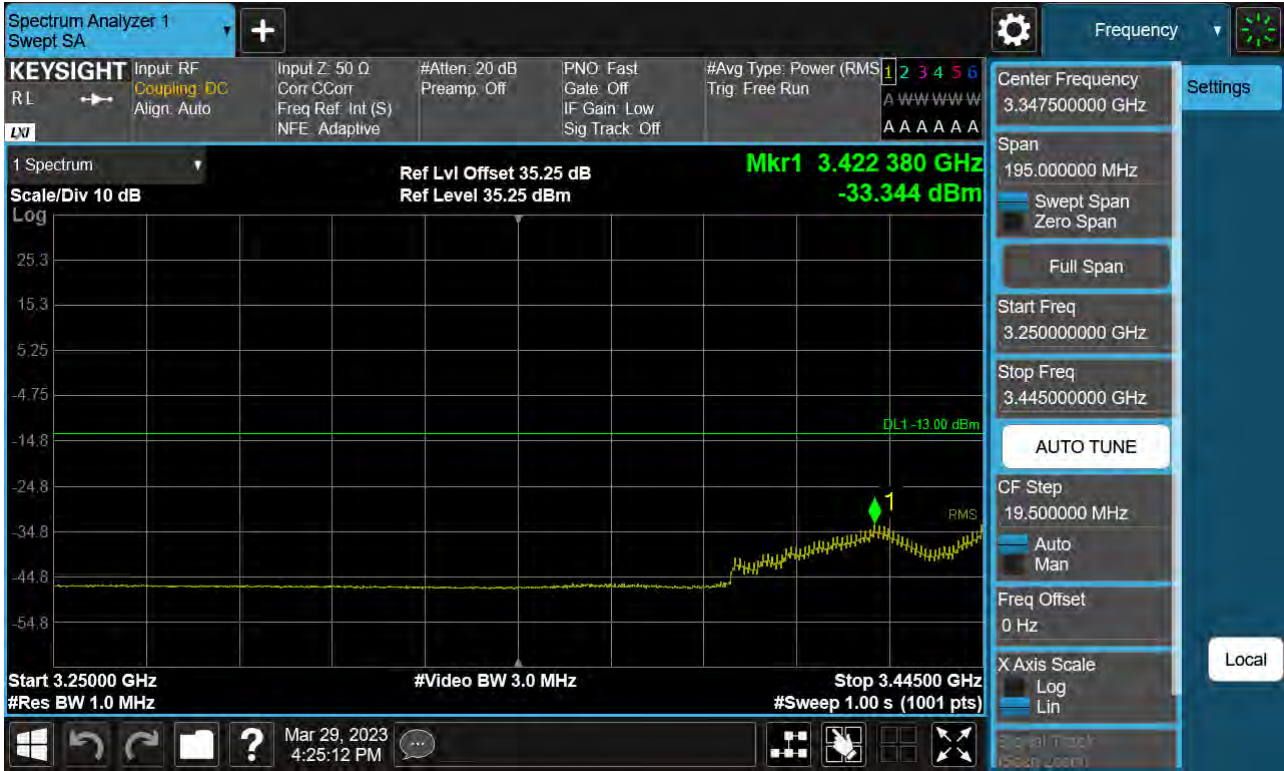 Spectrum Analyzer 1
Swept SA
+
Frequency
KEYSIGHT
RL
LXI
Input: RF
Coupling: DC
Align: Auto
Input Z: 50 Ω
Corr CCorr
Freq Ref: Int (S)
NFE: Adaptive
#Atten: 20 dB
Preamp: Off
PNO: Fast
Gate: Off
IF Gain: Low
Sig Track: Off
#Avg Type: Power (RMS
Trig: Free Run
1 2 3 4 5 6
A W W W W W
A A A A A A
1 Spectrum
Scale/Div 10 dB
Log
Ref Lvl Offset 35.25 dB
Ref Level 35.25 dBm
Mkr1 3.422 380 GHz
-33.344 dBm
25.3
15.3
5.25
-4.75
-14.8
-24.8
-34.8
-44.8
-54.8
DL1 -13.00 dBm
1
RMS
Start 3.25000 GHz
#Res BW 1.0 MHz
#Video BW 3.0 MHz
Stop 3.44500 GHz
#Sweep 1.00 s (1001 pts)
Center Frequency
3.347500000 GHz
Span
195.000000 MHz
Swept Span
Zero Span
Full Span
Start Freq
3.250000000 GHz
Stop Freq
3.445000000 GHz
AUTO TUNE
CF Step
19.500000 MHz
Auto
Man
Freq Offset
0 Hz
X Axis Scale
Log
Lin
Signal Track
(Span Zoom)
Settings
Local
?
Mar 29, 2023
4:25:12 PM